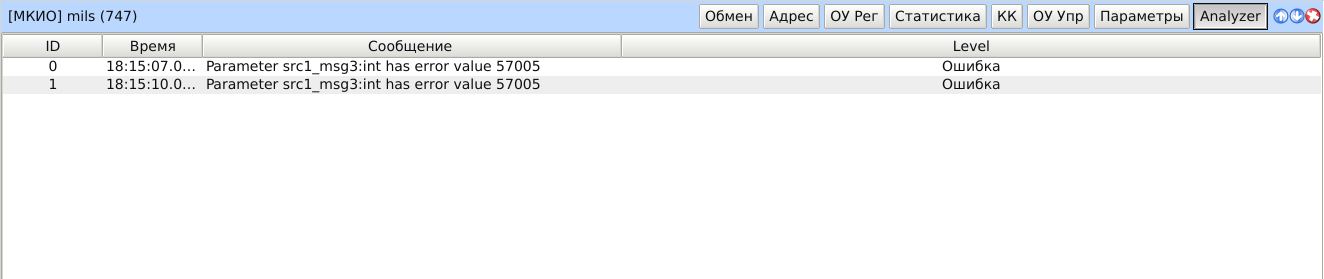 [МКИО] mils (747) Обмен Адрес ОУ Рег Статистика КК ОУ Упр Параметры Analyzer
ID Время Сообщение Level
0 18:15:07.0... Parameter src1_msg3:int has error value 57005 Ошибка
1 18:15:10.0... Parameter src1_msg3:int has error value 57005 Ошибка